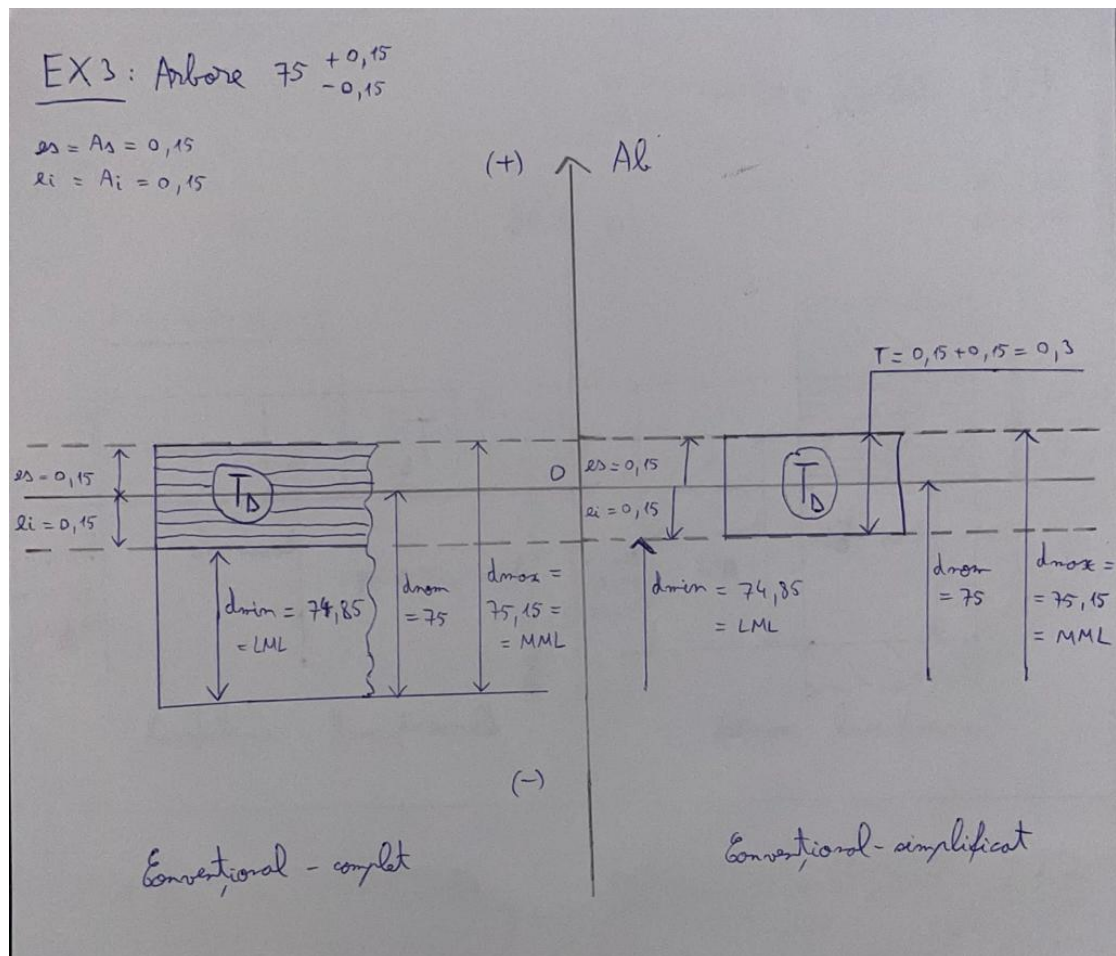 EX3: Arbore 75 +0,15 -0,15
es = As = 0,15
ei = Ai = 0,15
(+) Ab
T = 0,15+0,15 = 0,3
es = 0,15
ei = 0,15
TD
dmin = 74,85
= LML
dnom
= 75
dmax =
75,15 =
= MML
0
es = 0,15
ei = 0,15
dmin = 74,85
= LML
TD
dnom
= 75
dmax =
= 75,15
= MML
(-)
Convențional - complet
Convențional - simplificat